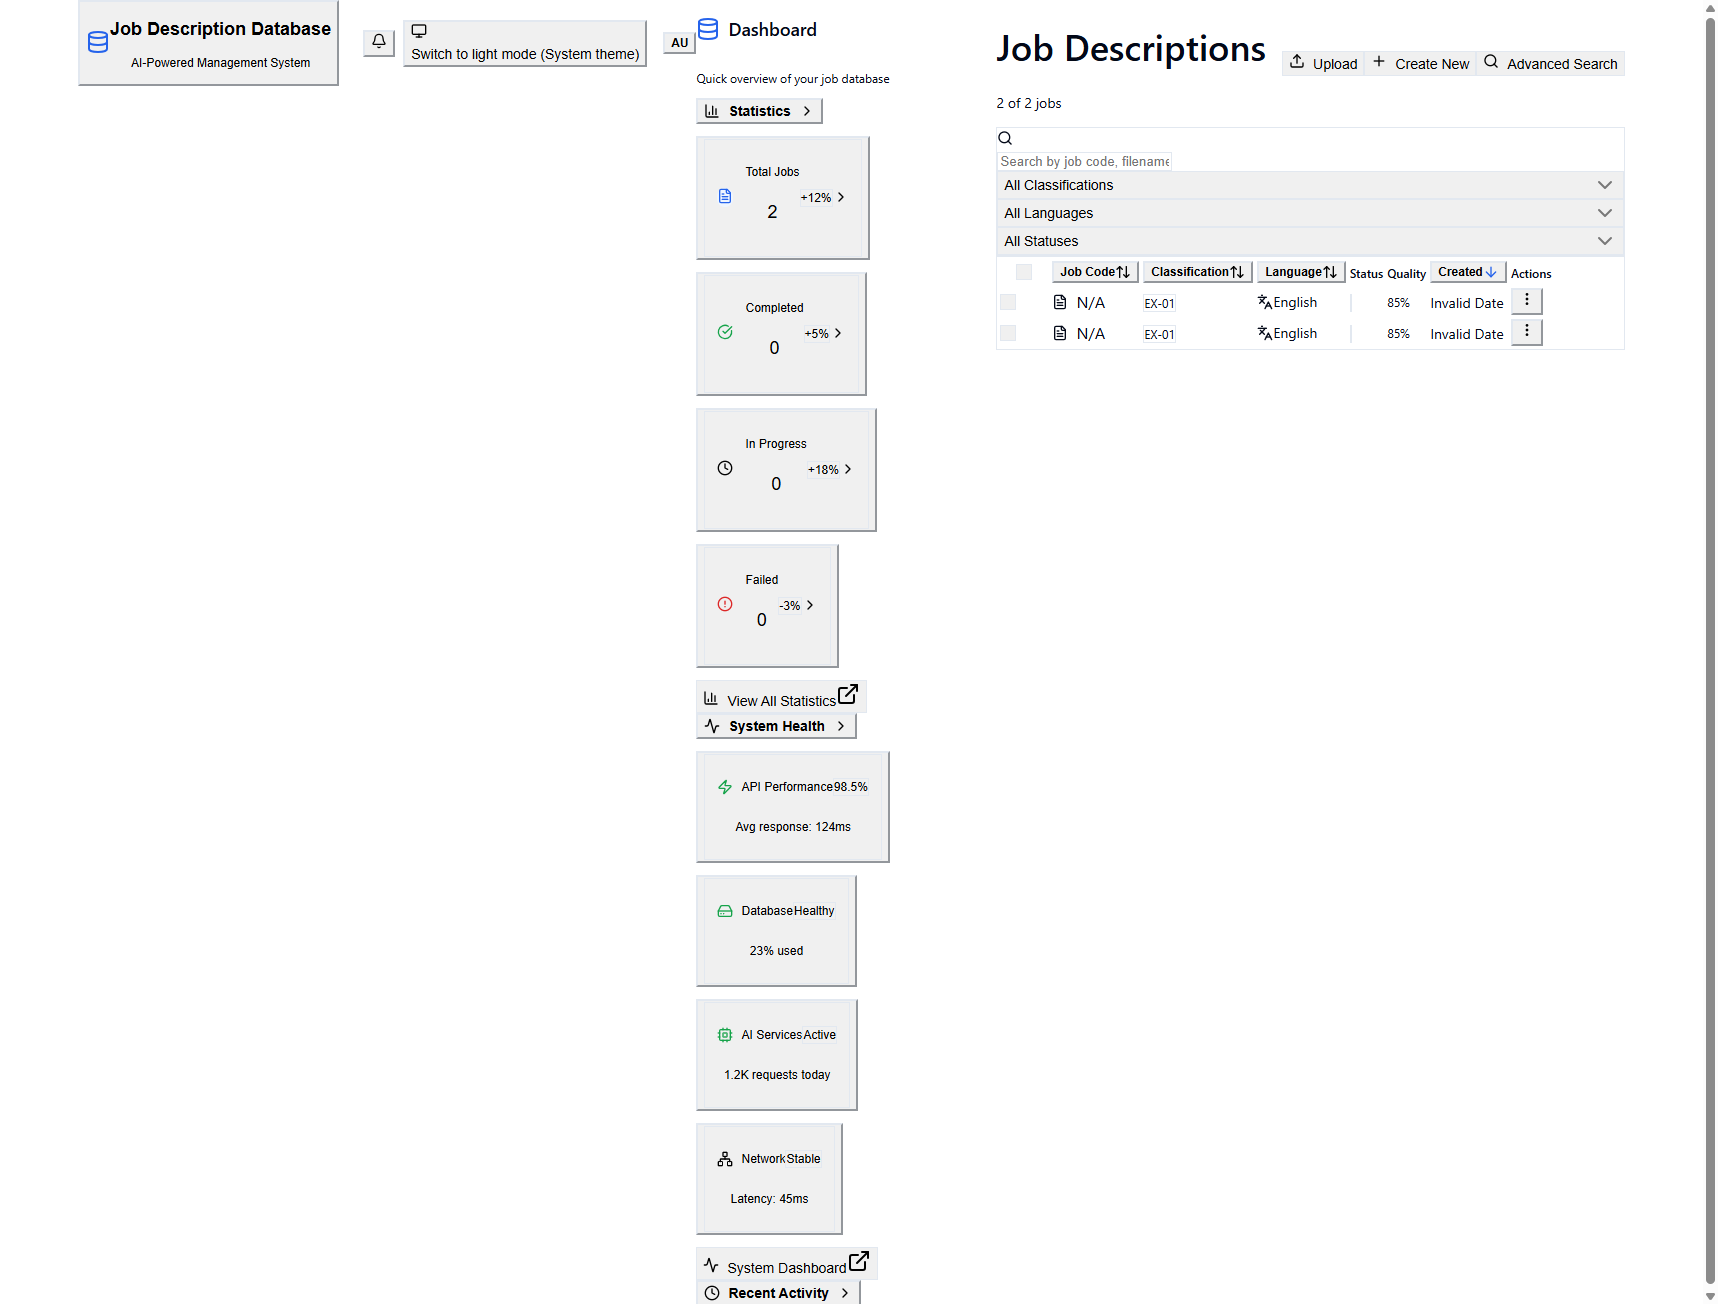 Job Description Database
AI-Powered Management System
Switch to light mode (System theme)
AU
Dashboard
Quick overview of your job database
Statistics
Total Jobs
2
+12%
Completed
0
+5%
In Progress
0
+18%
Failed
0
-3%
View All Statistics
System Health
API Performance98.5%
Avg response: 124ms
DatabaseHealthy
23% used
AI ServicesActive
1.2K requests today
NetworkStable
Latency: 45ms
System Dashboard
Recent Activity
Job Descriptions
Upload Create New Advanced Search
2 of 2 jobs
Search by job code, filename
All Classifications
All Languages
All Statuses
Job Code Classification Language Status Quality Created Actions
N/A EX-01 English 85% Invalid Date
N/A EX-01 English 85% Invalid Date